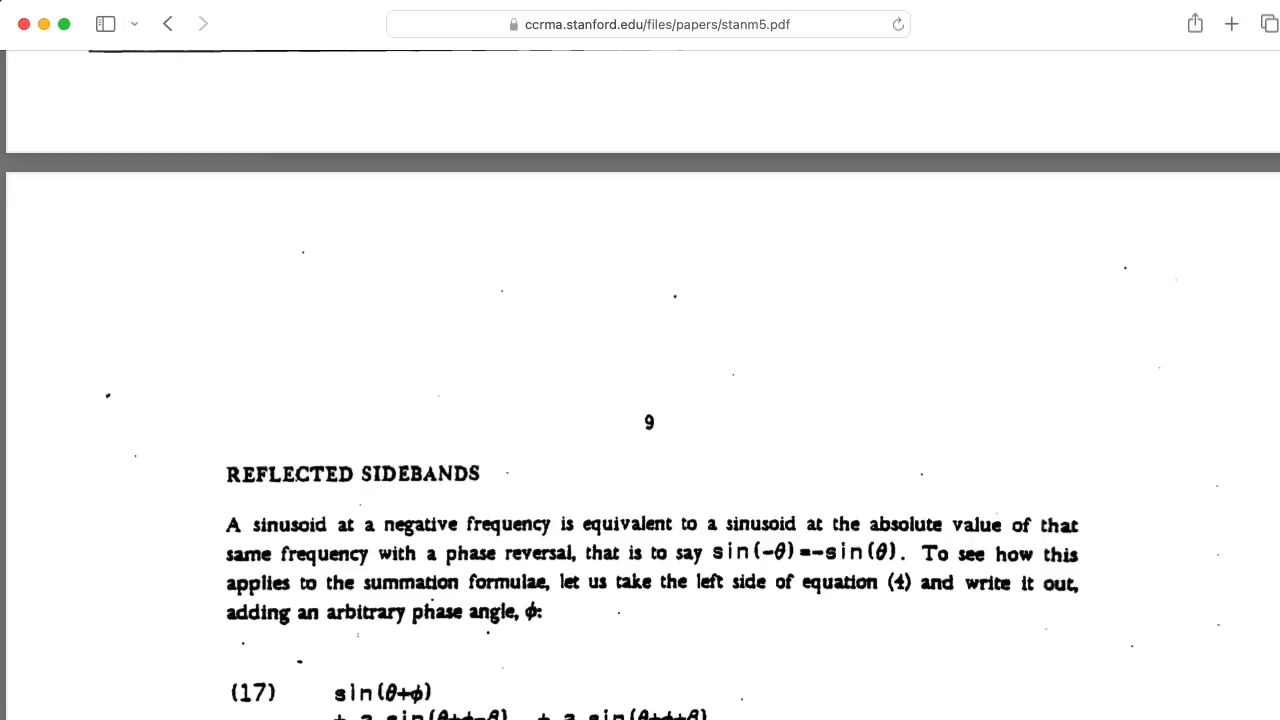 ccrma.stanford.edu/files/papers/stanm5.pdf
9
REFLECTED SIDEBANDS
A sinusoid at a negative frequency is equivalent to a sinusoid at the absolute value of that
same frequency with a phase reversal, that is to say sin(-θ)=-sin(θ). To see how this
applies to the summation formulae, let us take the left side of equation (4) and write it out,
adding an arbitrary phase angle, ϕ:
(17) sin(θ+ϕ)
+ a sin(θ+ϕ-β) + a sin(θ+ϕ+β)